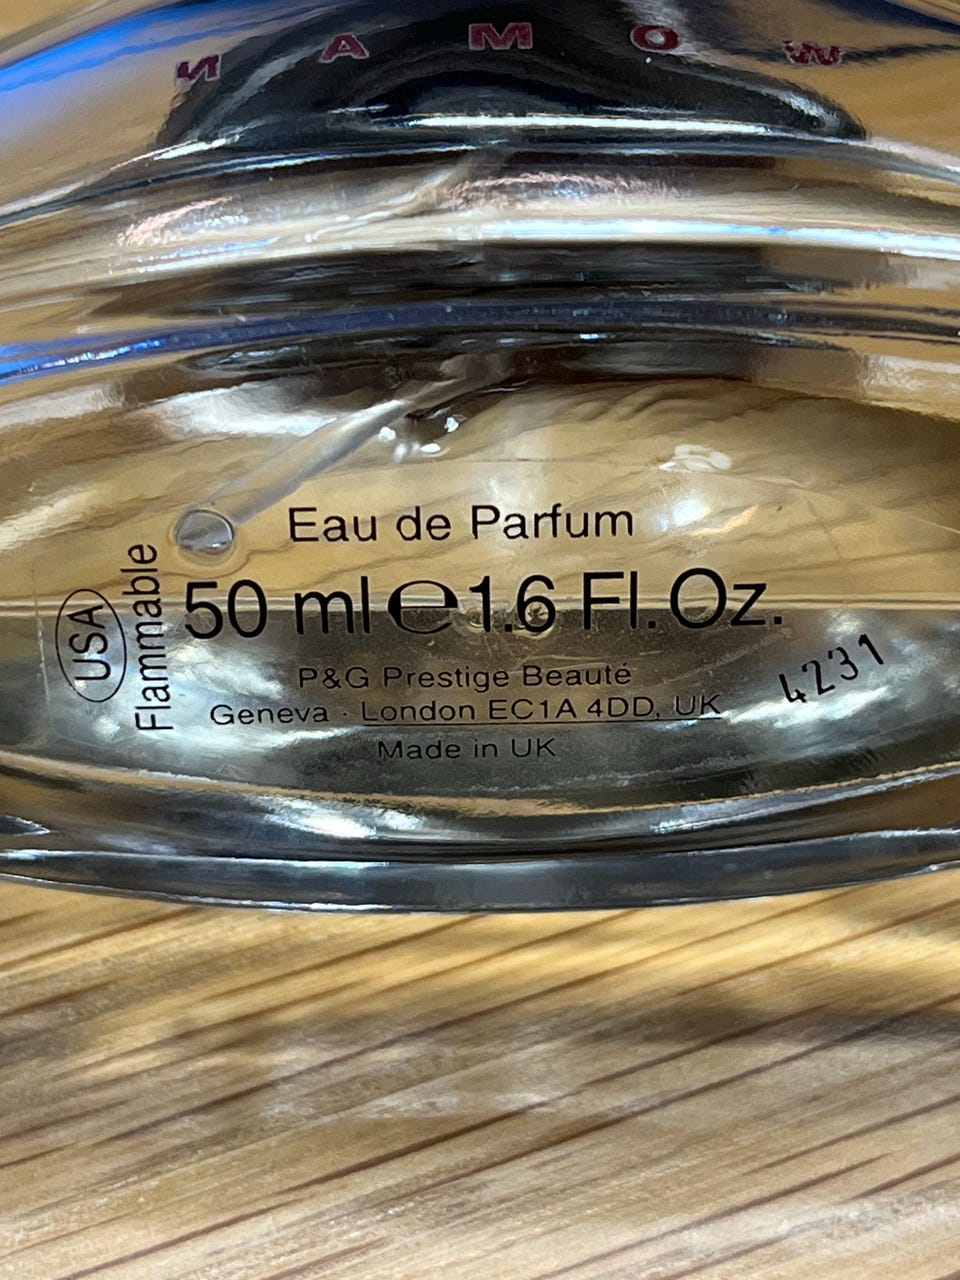 WOMAN
Eau de Parfum
50 ml ℮ 1.6 Fl. Oz.
USA
Flammable
P&G Prestige Beauté
Geneva · London EC1A 4DD, UK
Made in UK
4231